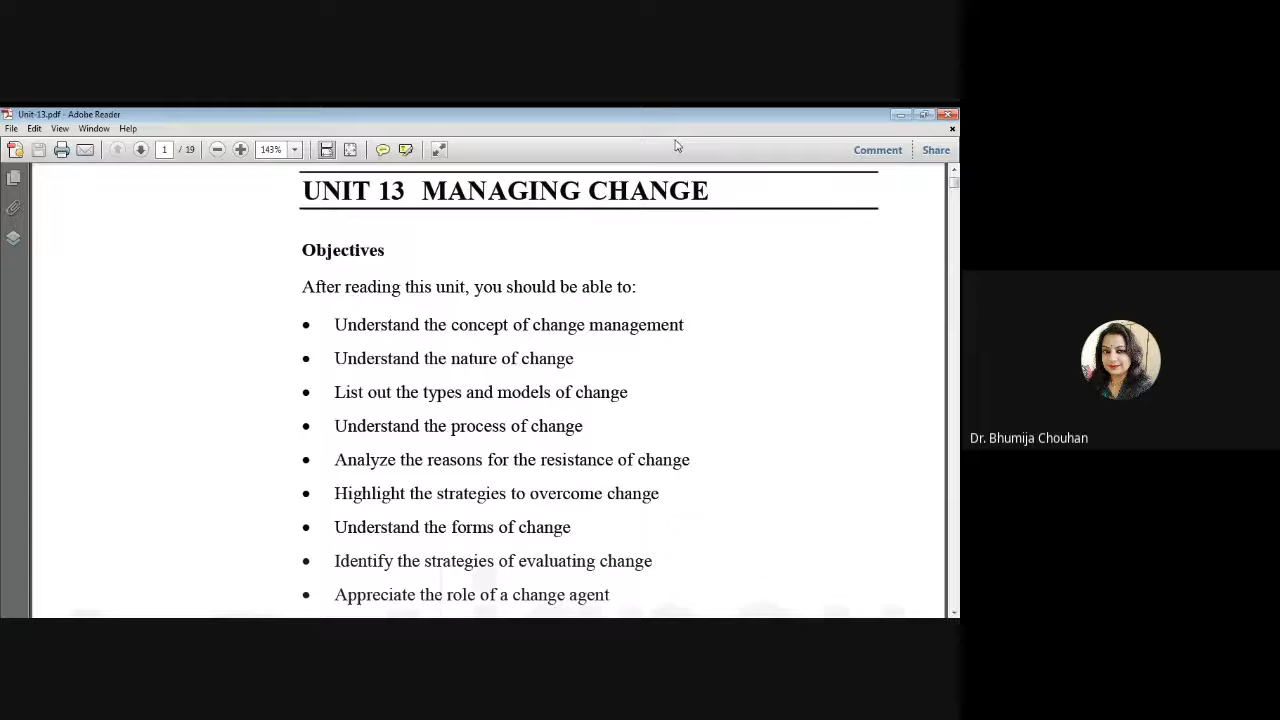 Unit-13.pdf - Adobe Reader
File Edit View Window Help
1 / 19 143% Comment Share
UNIT 13 MANAGING CHANGE
Objectives
After reading this unit, you should be able to:
• Understand the concept of change management
• Understand the nature of change
• List out the types and models of change
• Understand the process of change
• Analyze the reasons for the resistance of change
• Highlight the strategies to overcome change
• Understand the forms of change
• Identify the strategies of evaluating change
• Appreciate the role of a change agent
Dr. Bhumija Chouhan